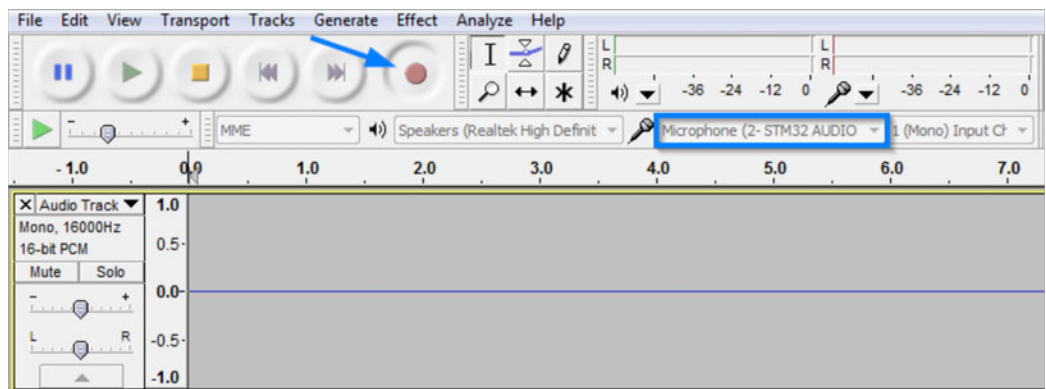 File Edit View Transport Tracks Generate Effect Analyze Help
L
R
L
R
-36 -24 -12 0
-36 -24 -12 0
- +
MME
Speakers (Realtek High Definit
Microphone (2- STM32 AUDIO
1 (Mono) Input Ch
- 1.0 0.0 1.0 2.0 3.0 4.0 5.0 6.0 7.0
X Audio Track
Mono, 16000Hz
16-bit PCM
Mute Solo
- +
L R
1.0
0.5-
0.0-
-0.5-
-1.0